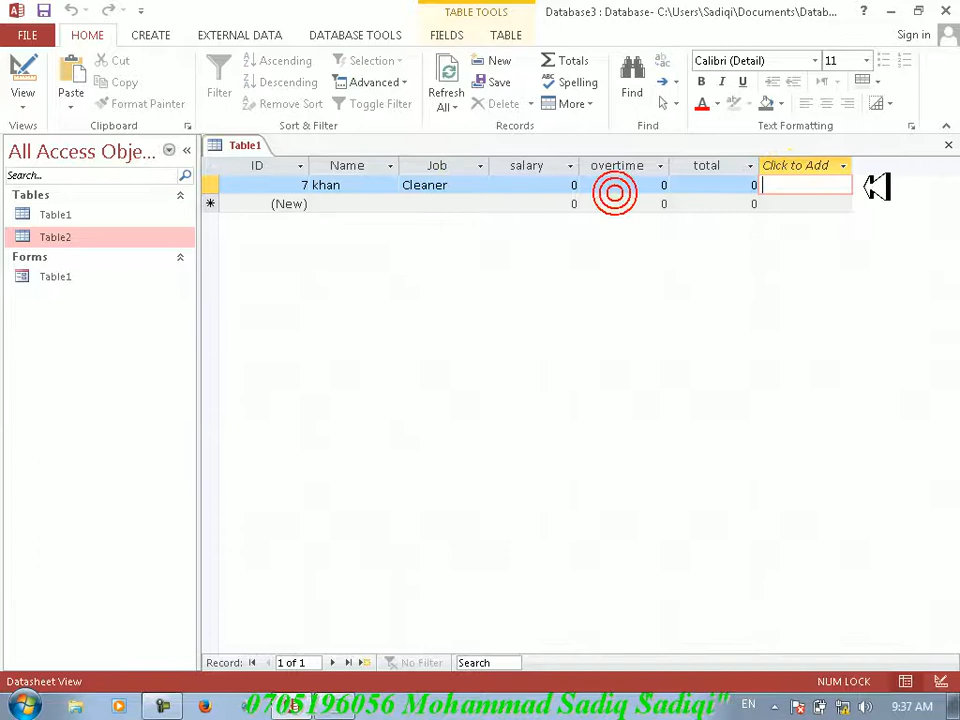 TABLE TOOLS
Database3 : Database- C:\Users\Sadiqi\Documents\Datab...
FILE
HOME
CREATE
EXTERNAL DATA
DATABASE TOOLS
FIELDS
TABLE
Sign in
View
Views
Paste
Cut
Copy
Format Painter
Clipboard
Filter
Ascending
Descending
Remove Sort
Selection
Advanced
Toggle Filter
Sort & Filter
Refresh
All
New
Save
Delete
Totals
Spelling
More
Records
Find
Find
Calibri (Detail)
11
B I U
Text Formatting
All Access Obje...
Search...
Tables
Table1
Table2
Forms
Table1
Table1
ID Name Job salary overtime total Click to Add
7 khan Cleaner 0 0 0
(New) 0 0 0
Record: 1 of 1 No Filter Search
Datasheet View
NUM LOCK
0705196056 Mohammad Sadiq Sadiqi"
EN
9:37 AM